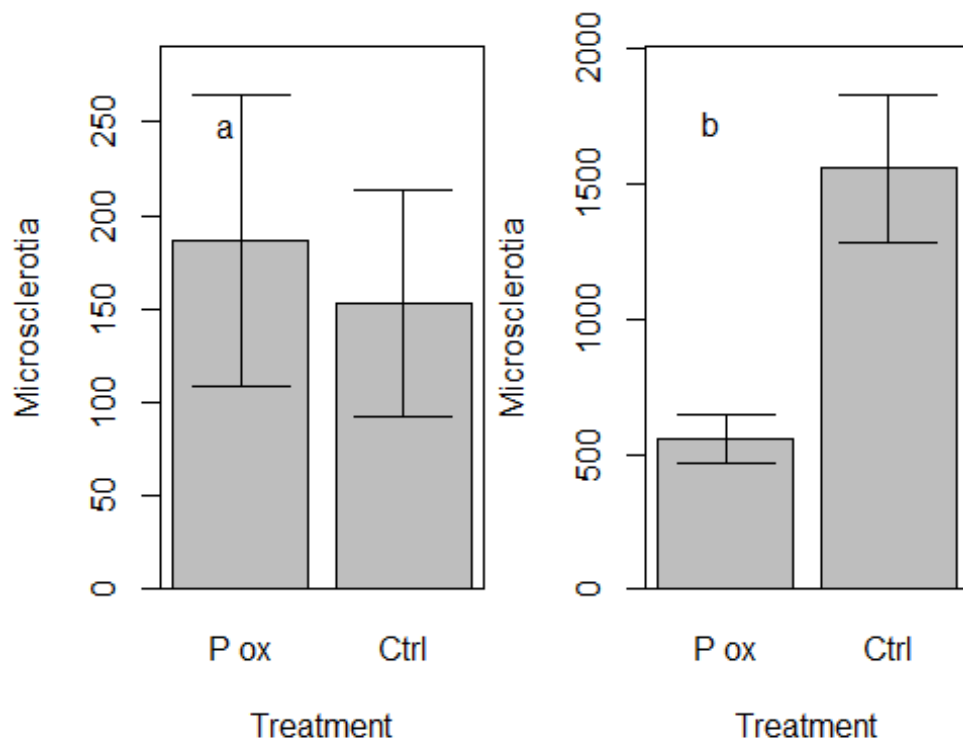 Microsclerotia
0 50 100 150 200 250
a
P ox Ctrl
Treatment
Microsclerotia
0 500 1000 1500 2000
b
P ox Ctrl
Treatment